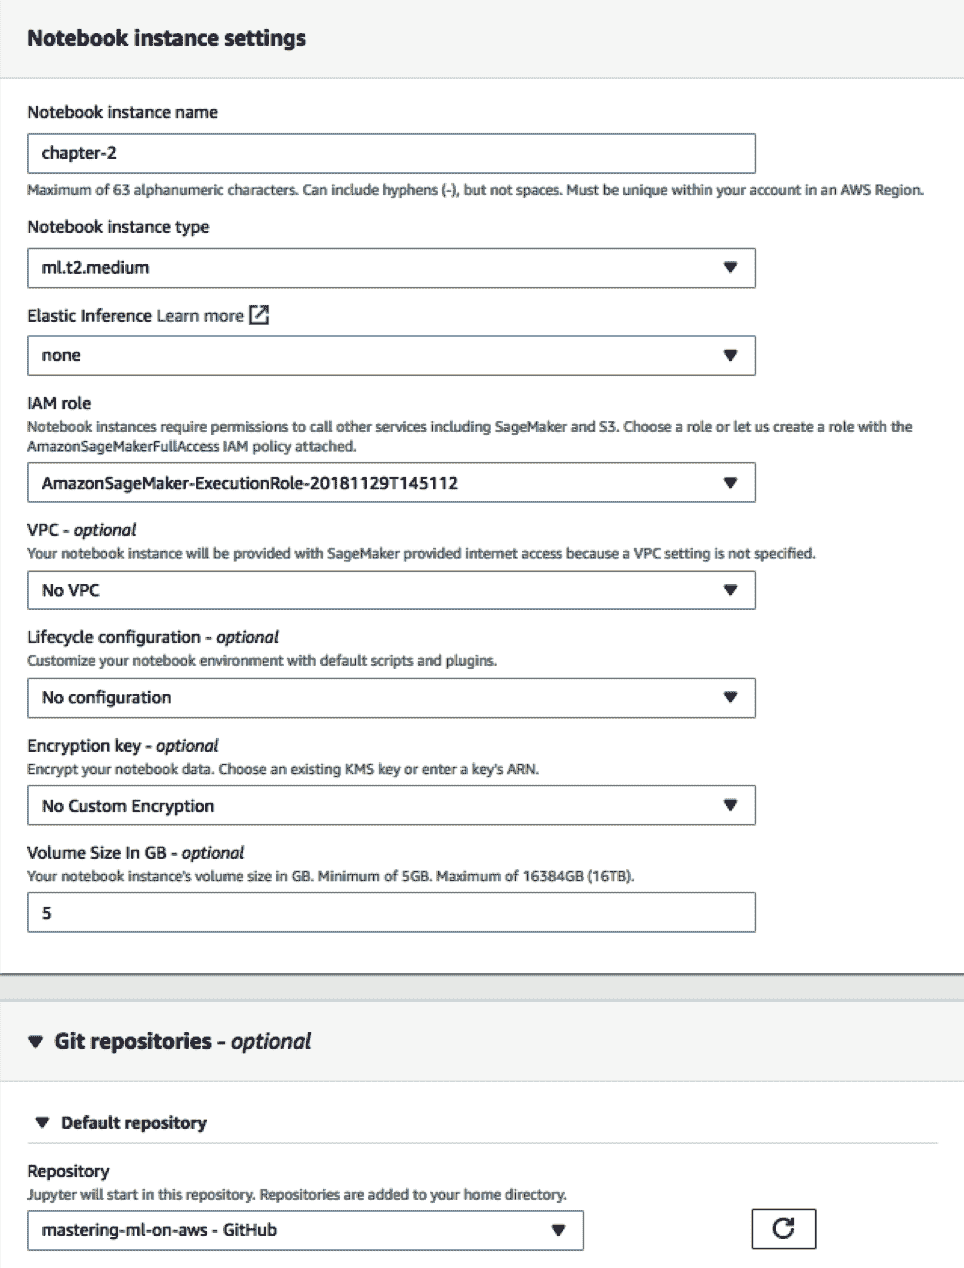 Notebook instance settings
Notebook instance name
chapter-2
Maximum of 63 alphanumeric characters. Can include hyphens (-), but not spaces. Must be unique within your account in an AWS Region.
Notebook instance type
ml.t2.medium
Elastic Inference Learn more
none
IAM role
Notebook instances require permissions to call other services including SageMaker and S3. Choose a role or let us create a role with the
AmazonSageMakerFullAccess IAM policy attached.
AmazonSageMaker-ExecutionRole-20181129T145112
VPC - optional
Your notebook instance will be provided with SageMaker provided internet access because a VPC setting is not specified.
No VPC
Lifecycle configuration - optional
Customize your notebook environment with default scripts and plugins.
No configuration
Encryption key - optional
Encrypt your notebook data. Choose an existing KMS key or enter a key's ARN.
No Custom Encryption
Volume Size In GB - optional
Your notebook instance's volume size in GB. Minimum of 5GB. Maximum of 16384GB (16TB).
5
Git repositories - optional
Default repository
Repository
Jupyter will start in this repository. Repositories are added to your home directory.
mastering-ml-on-aws - GitHub